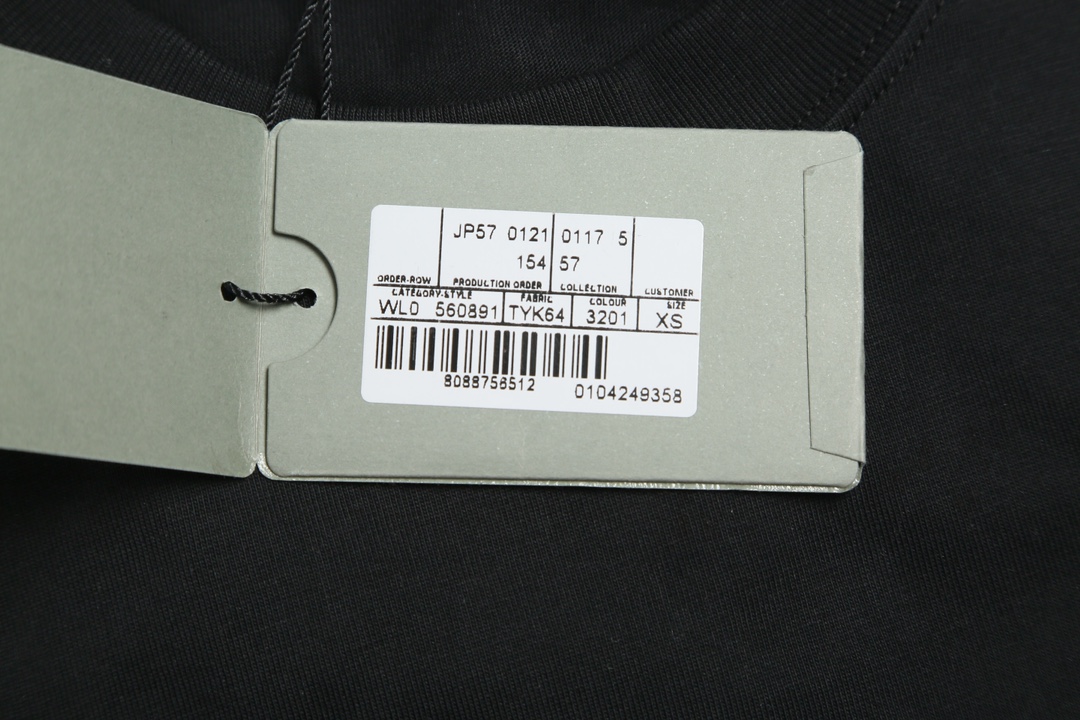 JP57 0121 0117 5
154 57
ORDER-ROW PRODUCTION ORDER COLLECTION CUSTOMER
CATEGORY-STYLE FABRIC COLOUR SIZE
WL0 560891 TYK64 3201 XS
8088756512 0104249358